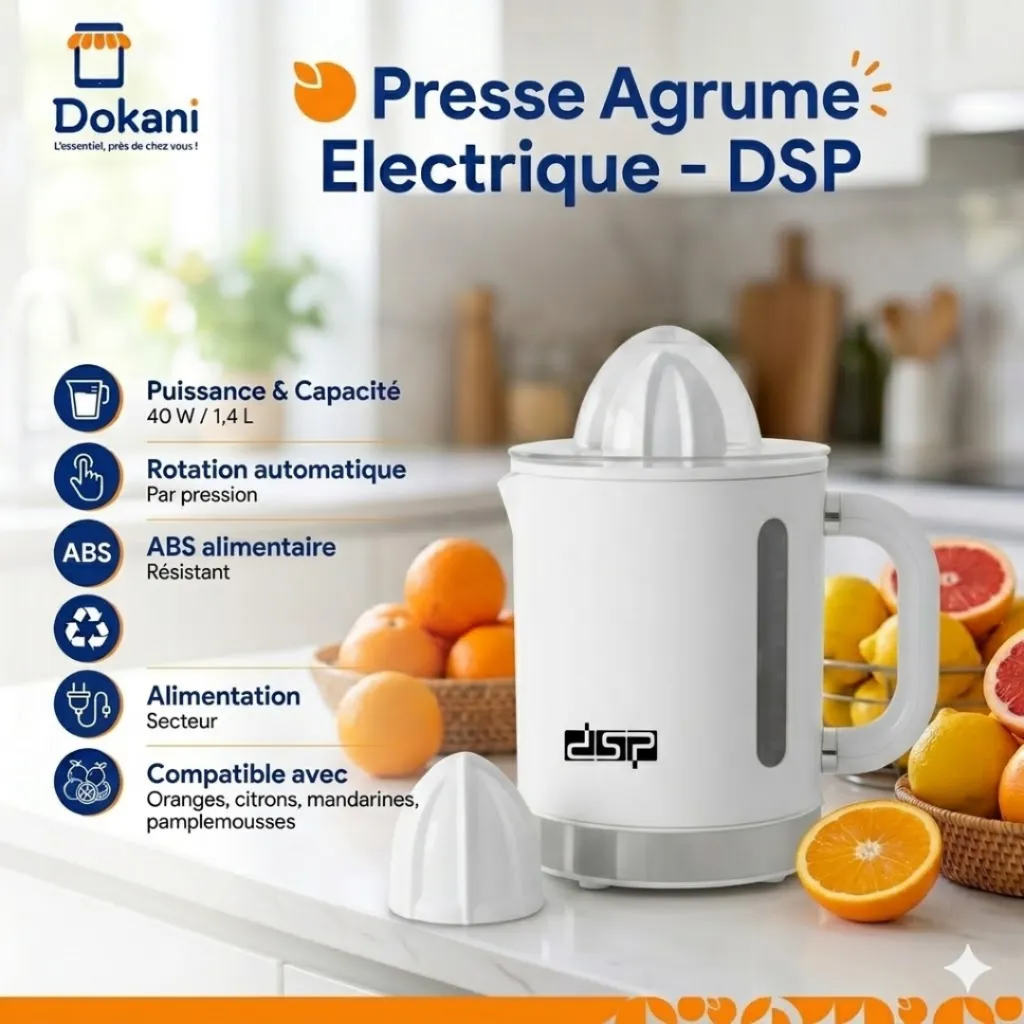 Dokani
L'essentiel, près de chez vous !
Presse Agrume
Electrique - DSP
Puissance & Capacité
40 W / 1,4 L
Rotation automatique
Par pression
ABS
ABS alimentaire
Résistant
Alimentation
Secteur
Compatible avec
Oranges, citrons, mandarines,
pamplemousses
dsp